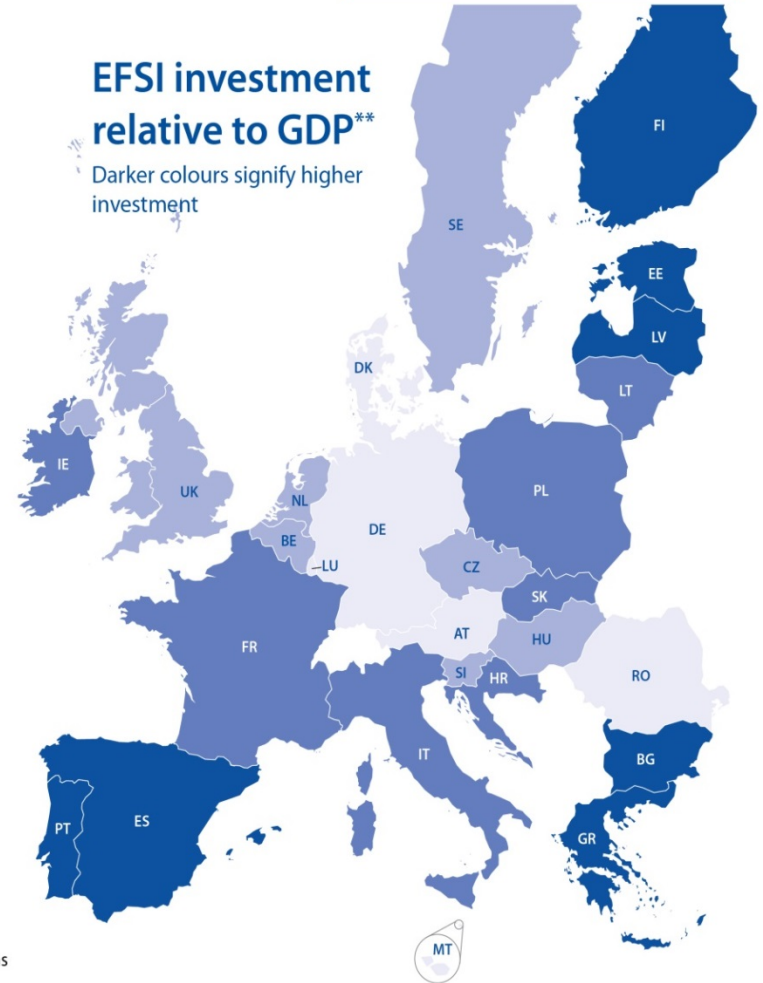 EFSI investment
relative to GDP**
Darker colours signify higher
investment
FI
SE
EE
LV
DK
LT
IE
UK
NL
PL
DE
BE
LU
CZ
SK
AT
HU
FR
SI
HR
RO
IT
BG
PT
ES
GR
MT
s